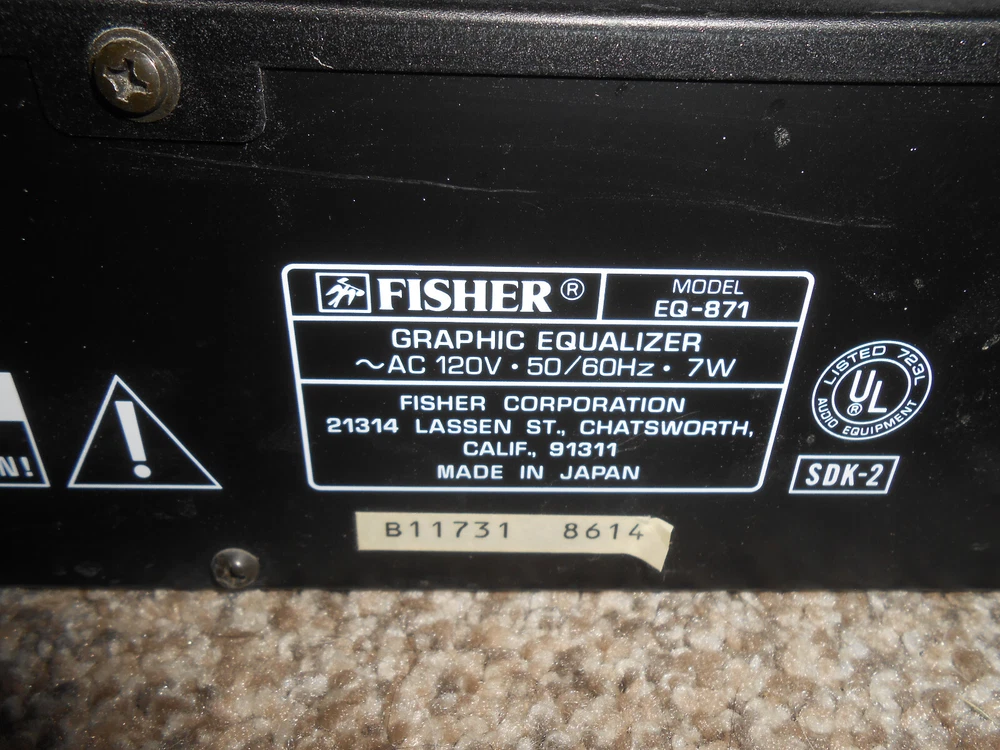 FISHER ®
MODEL
EQ-871
GRAPHIC EQUALIZER
~AC 120V · 50/60Hz · 7W
FISHER CORPORATION
21314 LASSEN ST., CHATSWORTH,
CALIF., 91311
MADE IN JAPAN
LISTED 723L
UL ®
AUDIO EQUIPMENT
SDK-2
N!
!
B11731 8614